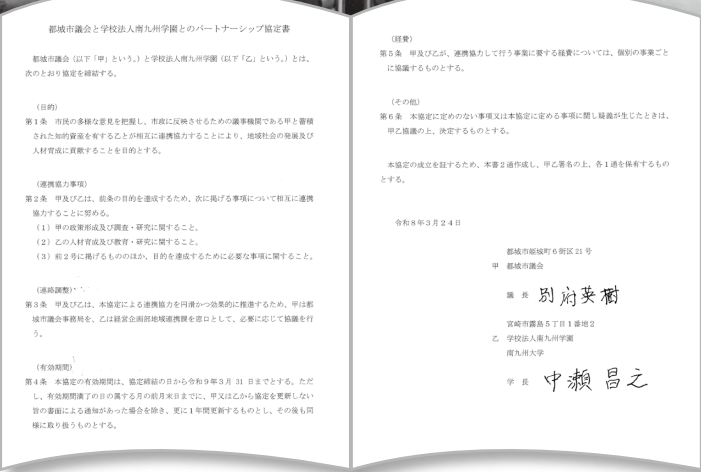 都城市議会と学校法人南九州学園とのパートナーシップ協定書
都城市議会（以下「甲」という。）と学校法人南九州学園（以下「乙」という。）とは、
次のとおり協定を締結する。
（目的）
第１条　市民の多様な意見を把握し、市政に反映させるための議事機関である甲と蓄積
された知的資産を有する乙とが相互に連携協力することにより、地域社会の発展及び
人材育成に貢献することを目的とする。
（連携協力事項）
第２条　甲及び乙は、前条の目的を達成するため、次に掲げる事項について相互に連携
協力することに努める。
（１）甲の政策形成及び調査・研究に関すること。
（２）乙の人材育成及び教育・研究に関すること。
（３）前２号に掲げるもののほか、目的を達成するために必要な事項に関すること。
（連絡調整）
第３条　甲及び乙は、本協定による連携協力を円滑かつ効果的に推進するため、甲は都
城市議会事務局を、乙は経営企画部地域連携課を窓口として、必要に応じて協議を行
う。
（有効期間）
第４条　本協定の有効期間は、協定締結の日から令和９年３月 31 日までとする。ただ
し、有効期間満了の日の属する月の前月末日までに、甲又は乙から協定を更新しない
旨の書面による通知があった場合を除き、更に１年間更新するものとし、その後も同
様に取り扱うものとする。
（経費）
第５条　甲及び乙が、連携協力して行う事業に要する経費については、個別の事業ごと
に協議するものとする。
（その他）
第６条　本協定に定めのない事項又は本協定に定める事項に関し疑義が生じたときは、
甲乙協議の上、決定するものとする。
本協定の成立を証するため、本書２通作成し、甲乙署名の上、各１通を保有するもの
とする。
令和８年３月２４日
都城市姫城町６街区 21 号
甲　都城市議会
議　長　別府英樹
宮崎市霧島５丁目１番地２
乙　学校法人南九州学園
南九州大学
学　長　中瀬昌之